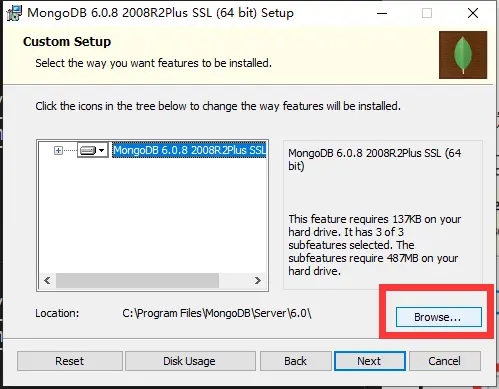 MongoDB 6.0.8 2008R2Plus SSL (64 bit) Setup
Custom Setup
Select the way you want features to be installed.
Click the icons in the tree below to change the way features will be installed.
MongoDB 6.0.8 2008R2Plus SSL
MongoDB 6.0.8 2008R2Plus SSL (64
bit)
This feature requires 137KB on your
hard drive. It has 3 of 3
subfeatures selected. The
subfeatures require 487MB on your
hard drive.
Location: C:\Program Files\MongoDB\Server\6.0\
Browse...
Reset Disk Usage Back Next Cancel